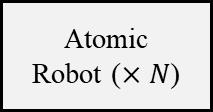 Atomic
Robot (× N)